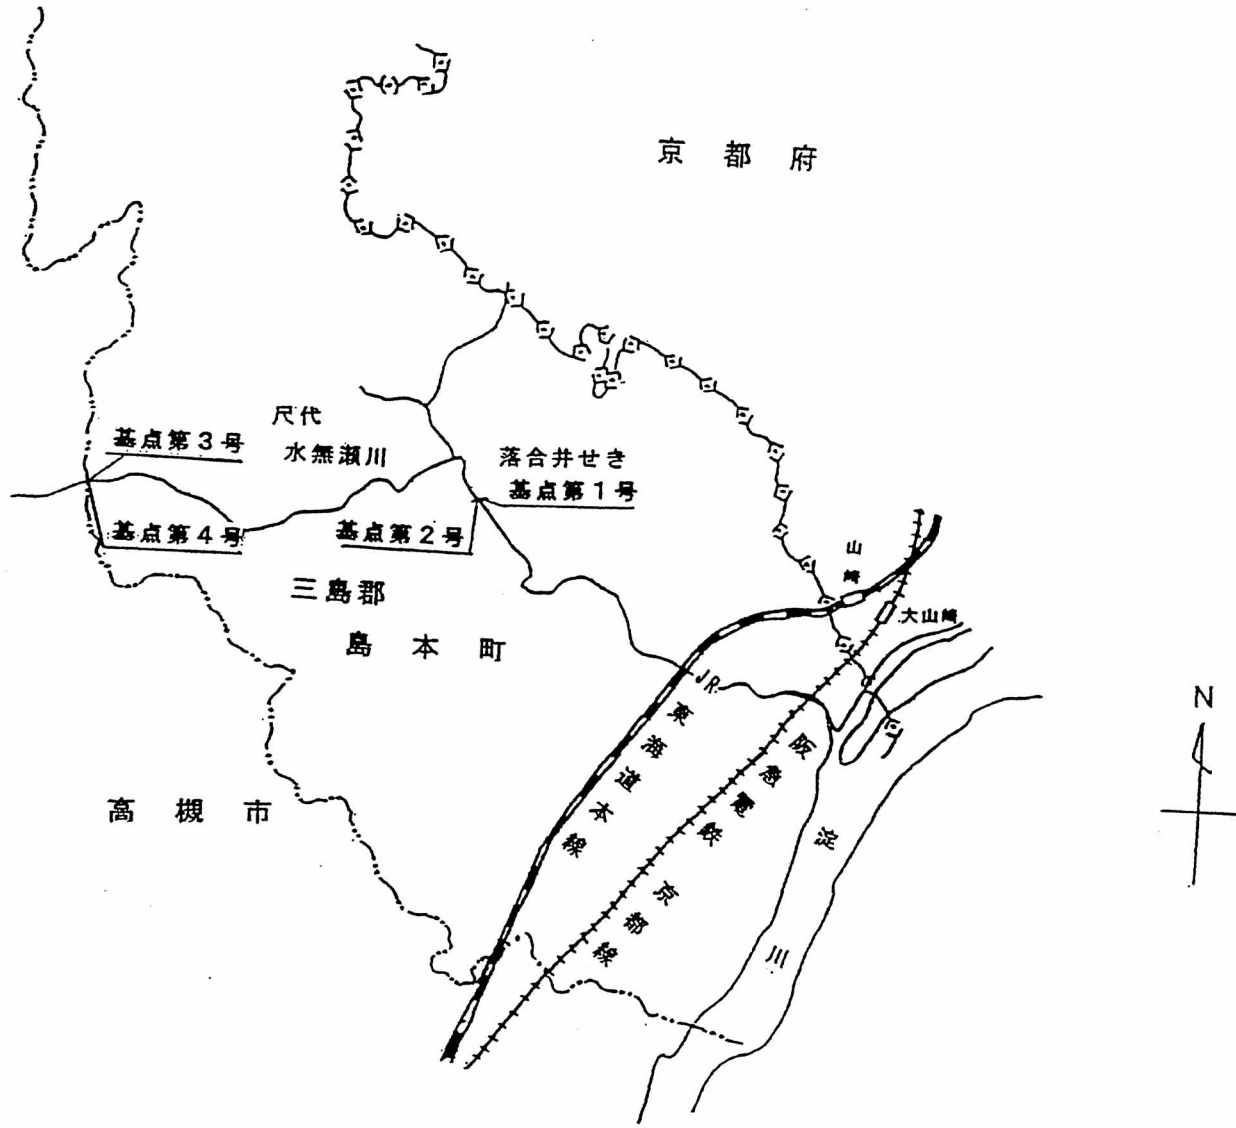 京都府
尺代
水無瀬川
基点第3号
落合井せき
基点第1号
基点第4号
基点第2号
三島郡
島本町
山崎
大山崎
JR
東海道本線
阪急電鉄
京都線
淀川
高槻市
N